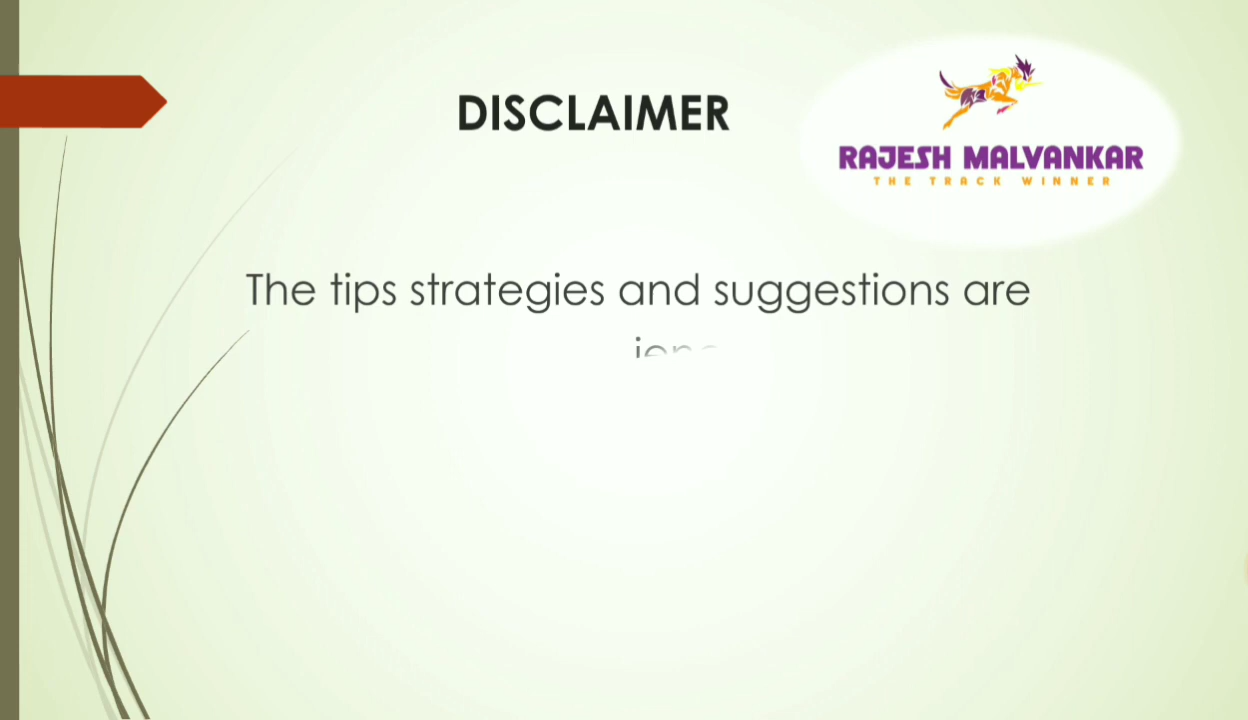 DISCLAIMER
RAJESH MALVANKAR
THE TRACK WINNER
The tips strategies and suggestions are